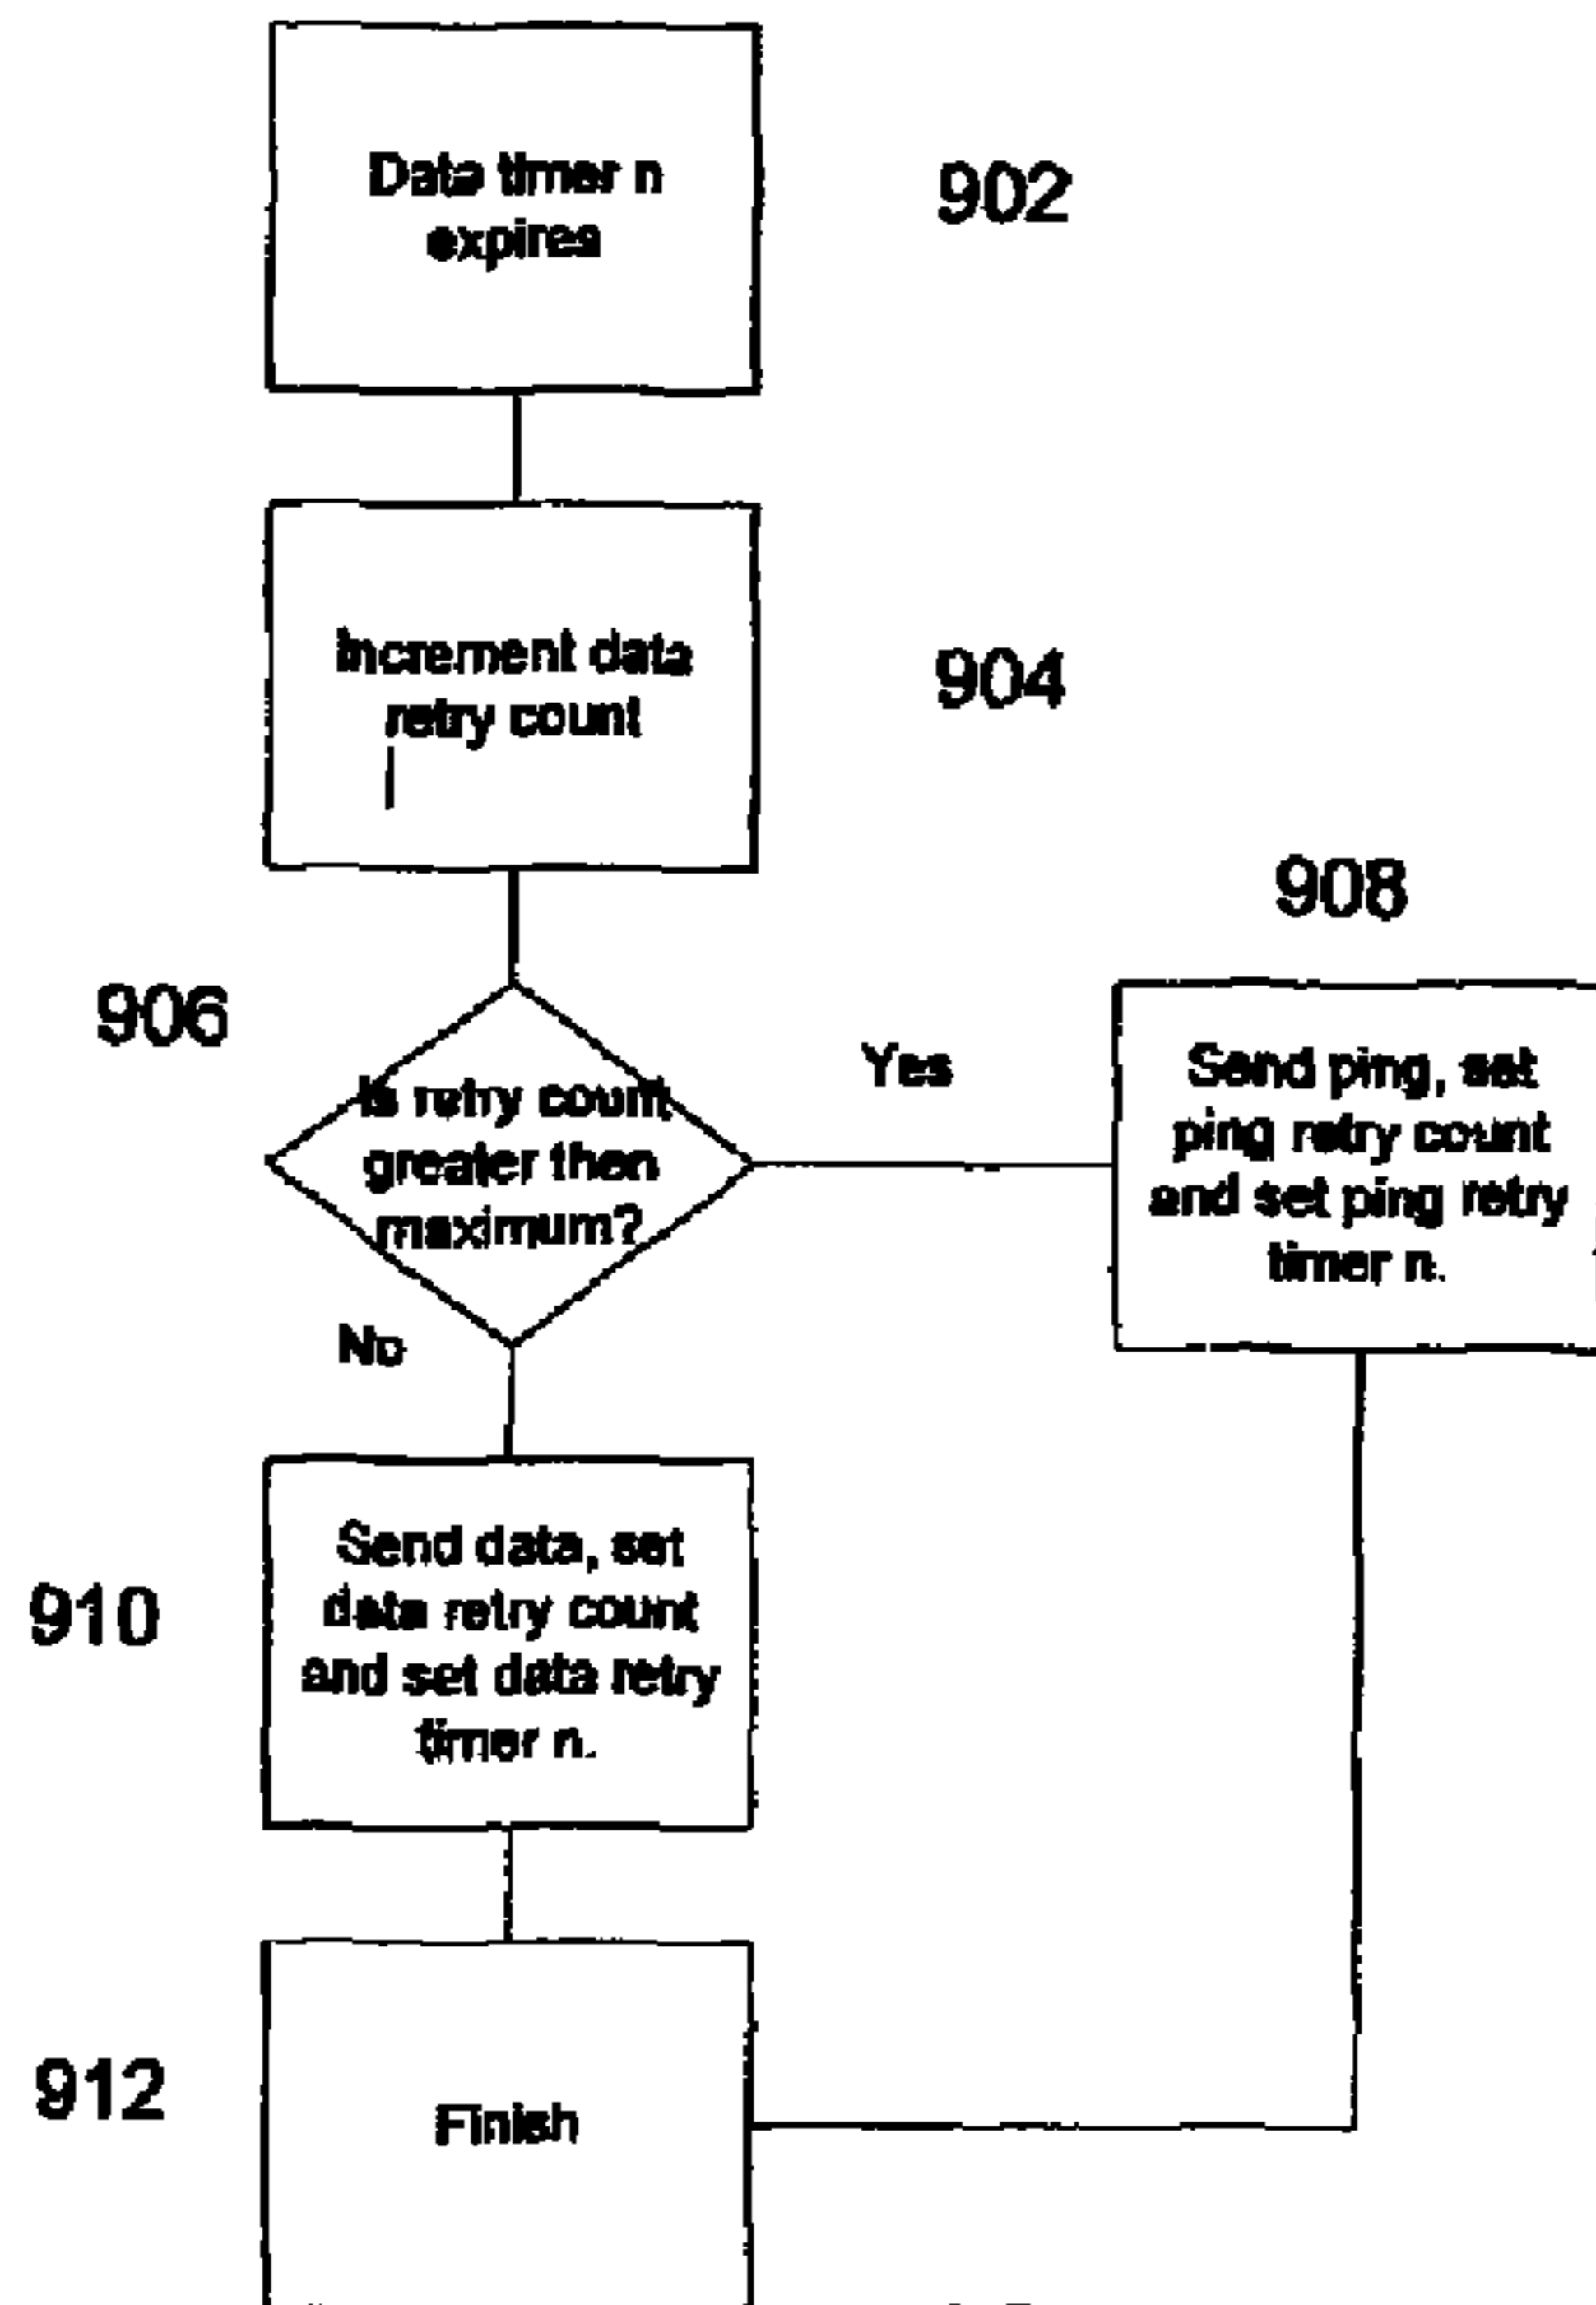 Data timer n
expires
902
Increment data
retry count
904
906
Is retry count
greater then
maximum?
Yes
908
Send ping, set
ping retry count
and set ping retry
timer n.
No
910
Send data, set
data retry count
and set data retry
timer n.
912
Finish